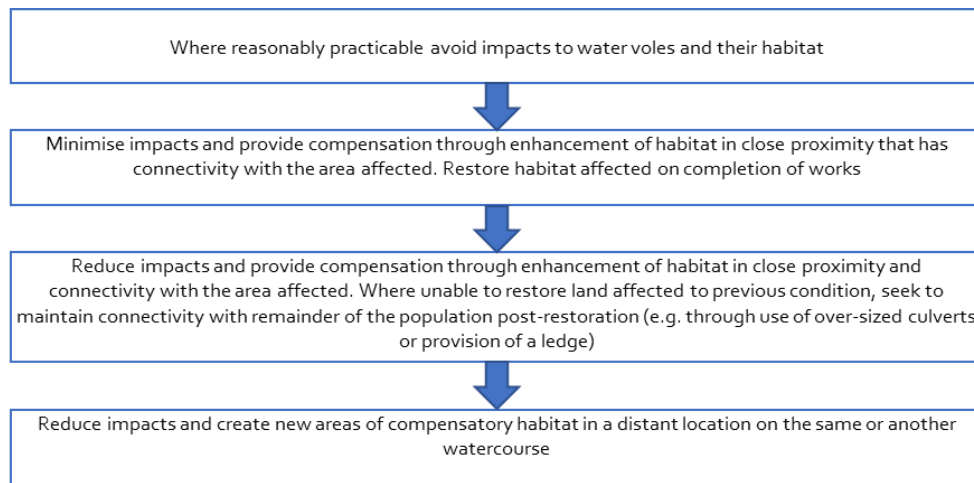 Where reasonably practicable avoid impacts to water voles and their habitat
Minimise impacts and provide compensation through enhancement of habitat in close proximity that has
connectivity with the area affected. Restore habitat affected on completion of works
Reduce impacts and provide compensation through enhancement of habitat in close proximity and
connectivity with the area affected. Where unable to restore land affected to previous condition, seek to
maintain connectivity with remainder of the population post-restoration (e.g. through use of over-sized culverts
or provision of a ledge)
Reduce impacts and create new areas of compensatory habitat in a distant location on the same or another
watercourse